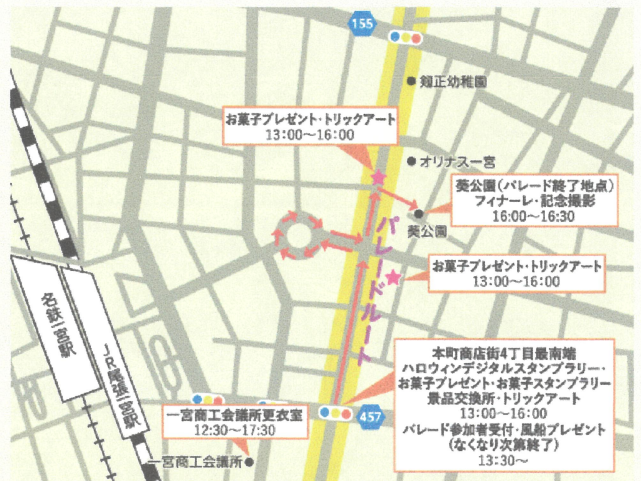 155
剱正幼稚園
お菓子プレゼント・トリックアート
13:00〜16:00
オリナス一宮
葵公園（パレード終了地点）
フィナーレ・記念撮影
16:00〜16:30
葵公園
パレードルート
お菓子プレゼント・トリックアート
13:00〜16:00
名鉄一宮駅
JR尾張一宮駅
本町商店街4丁目最南端
ハロウィンデジタルスタンプラリー・
お菓子プレゼント・お菓子スタンプラリー
景品交換所・トリックアート
13:00〜16:00
パレード参加者受付・風船プレゼント
（なくなり次第終了）
13:30〜
一宮商工会議所更衣室
12:30〜17:30
457
一宮商工会議所